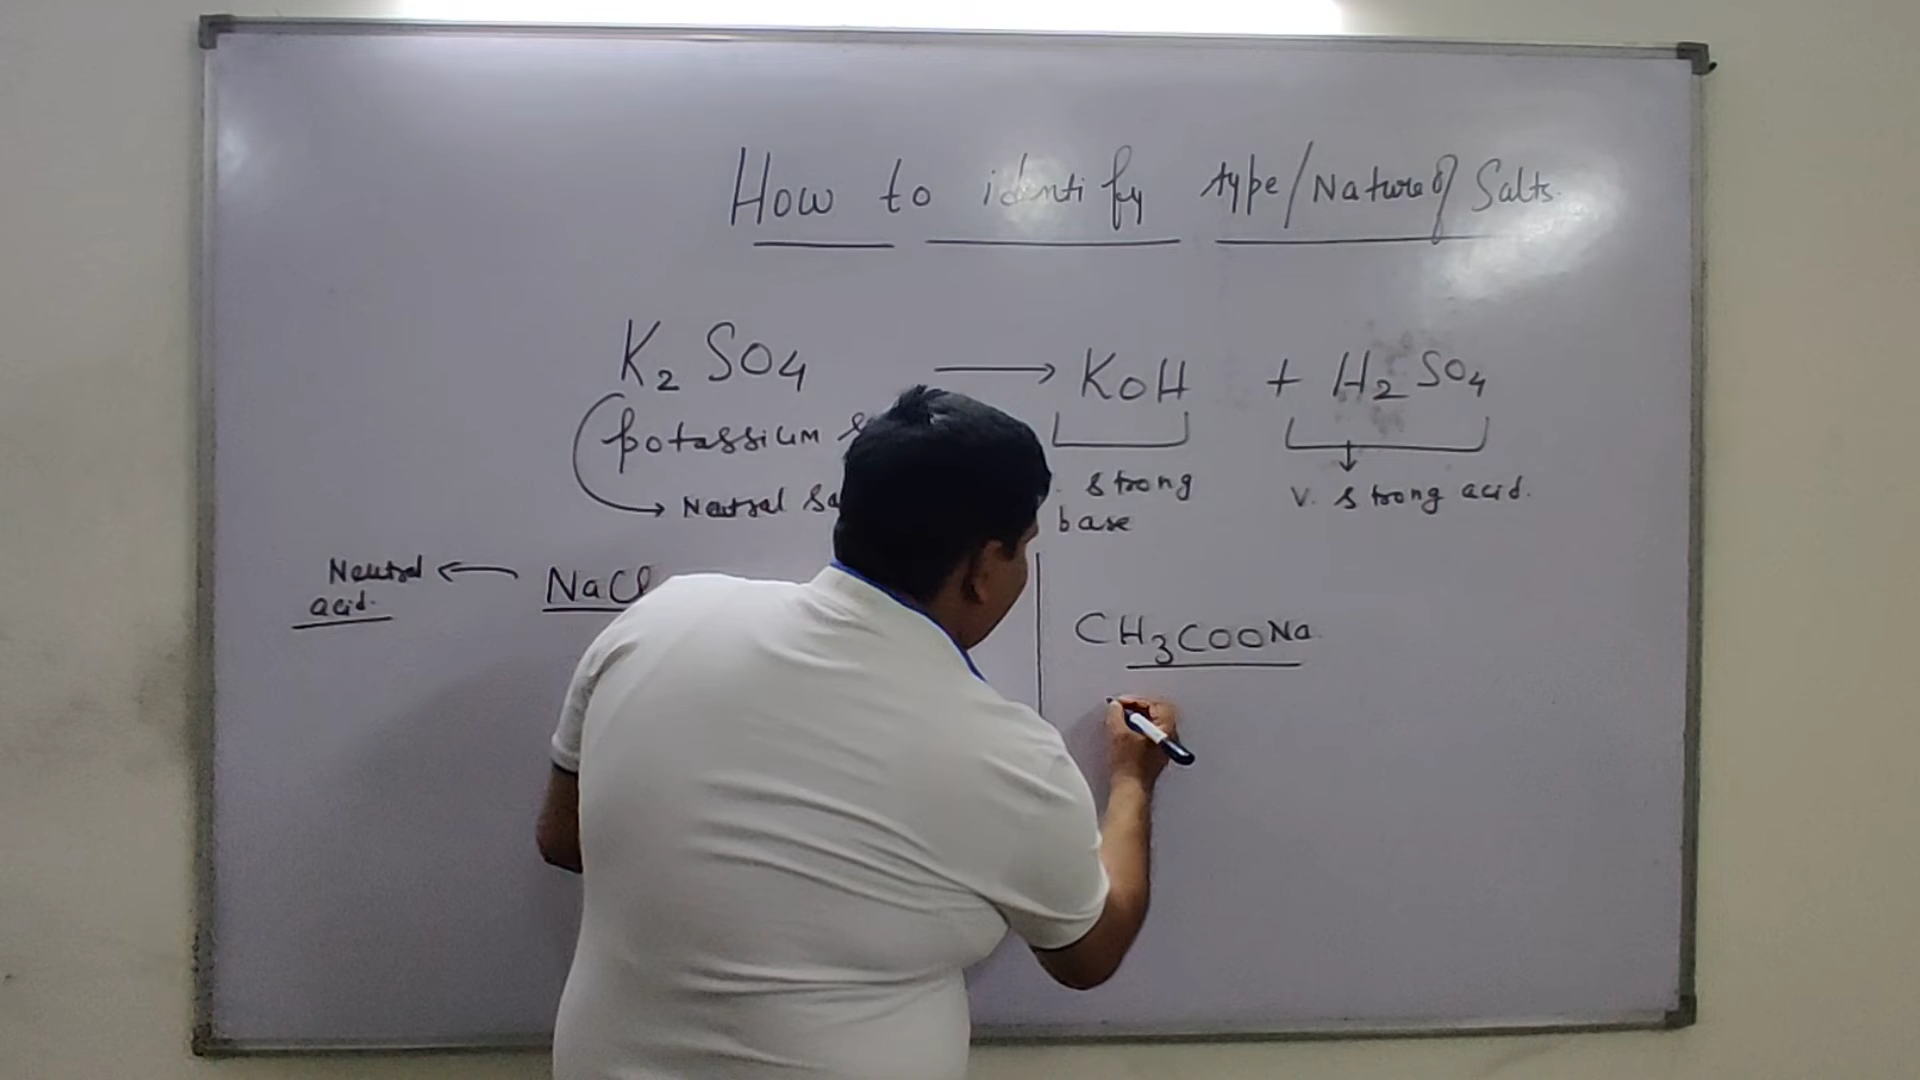 How to identify type/Nature of Salts.
K2 SO4 → KOH + H2 SO4
potassium
→ Neutral strong base V. strong acid.
Neutral acid. ← NaCl
CH3COONa